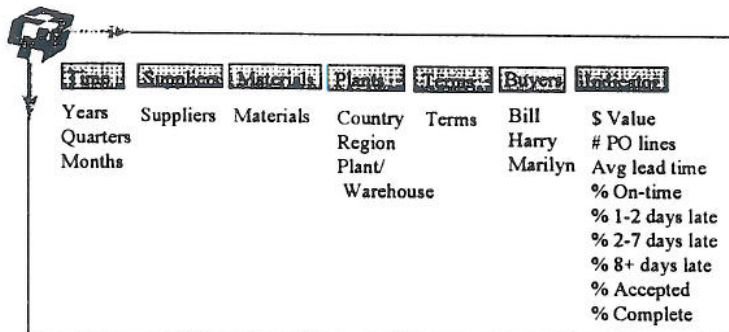 Time Suppliers Materials Plants Terms Buyers Indicator
Years Suppliers Materials Country Terms Bill $ Value
Quarters Region Harry # PO lines
Months Plant/ Marilyn Avg lead time
Warehouse % On-time
% 1-2 days late
% 2-7 days late
% 8+ days late
% Accepted
% Complete